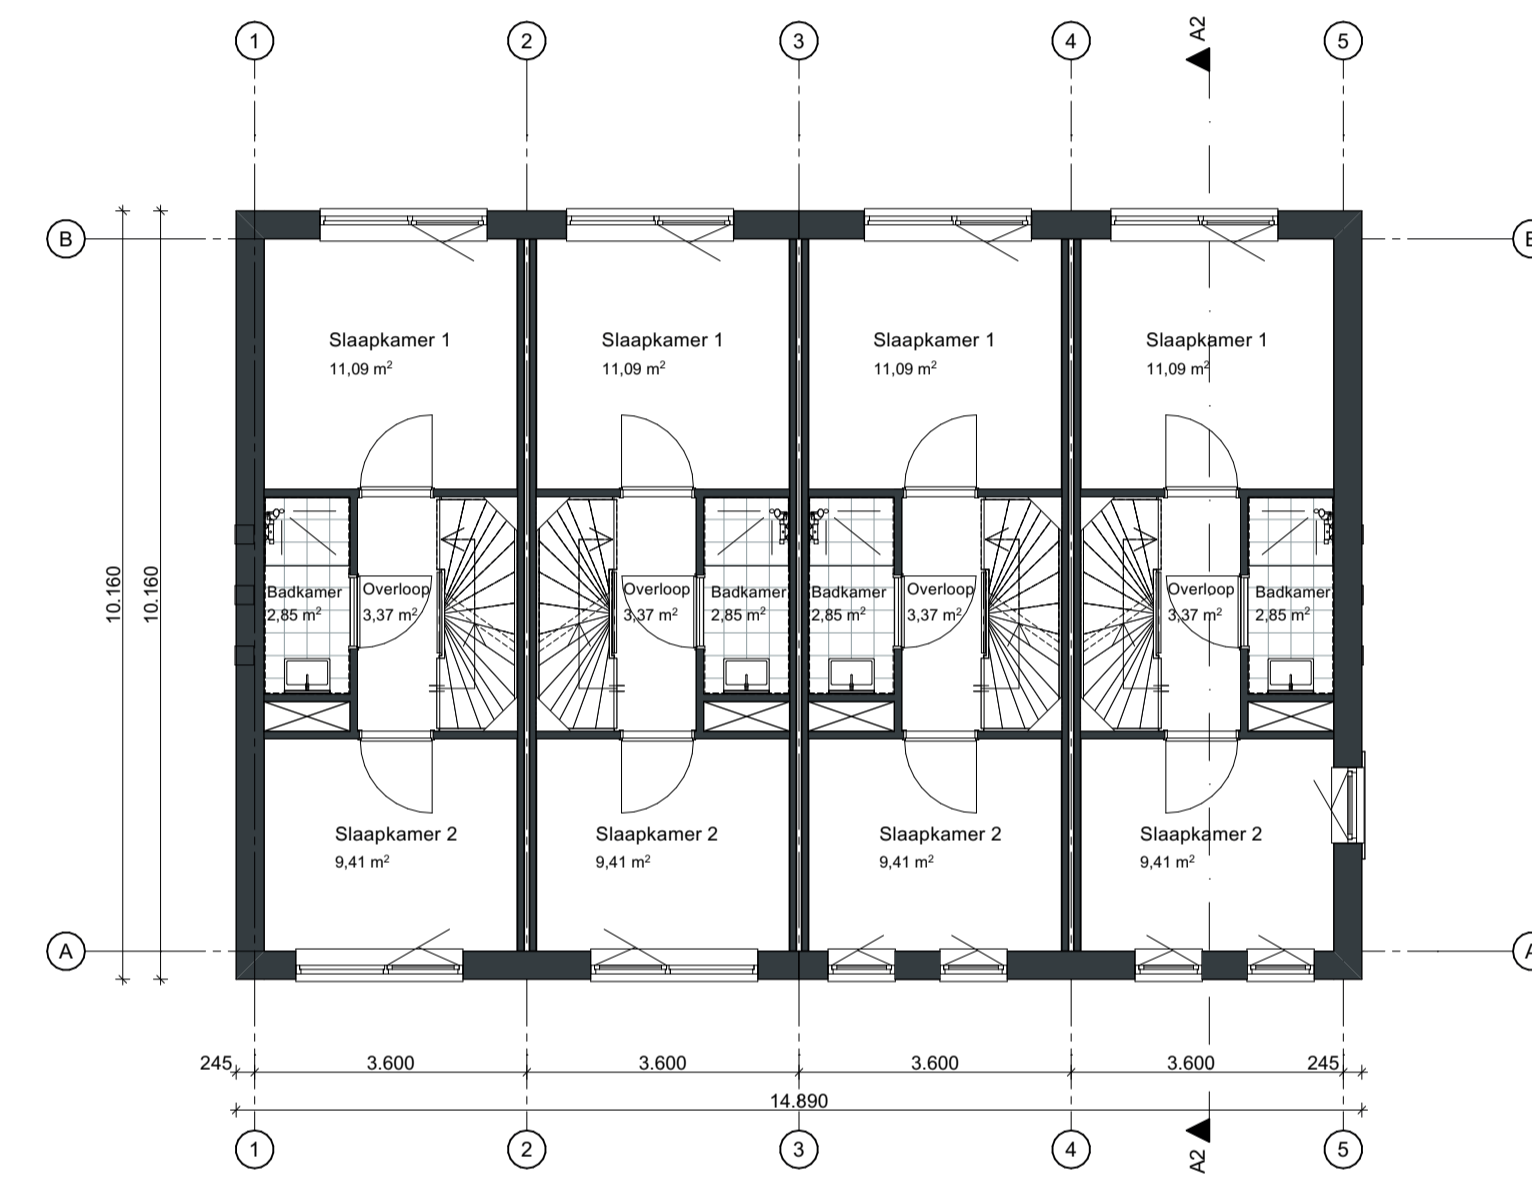 1 2 3 4 A2 5
B B
Slaapkamer 1 Slaapkamer 1 Slaapkamer 1 Slaapkamer 1
11,09 m² 11,09 m² 11,09 m² 11,09 m²
10.160 10.160
Badkamer Overloop Overloop Badkamer Badkamer Overloop Overloop Badkamer
2,85 m² 3,37 m² 3,37 m² 2,85 m² 2,85 m² 3,37 m² 3,37 m² 2,85 m²
Slaapkamer 2 Slaapkamer 2 Slaapkamer 2 Slaapkamer 2
9,41 m² 9,41 m² 9,41 m² 9,41 m²
A A
245 3.600 3.600 3.600 3.600 245
14.890
1 2 3 4 A2 5